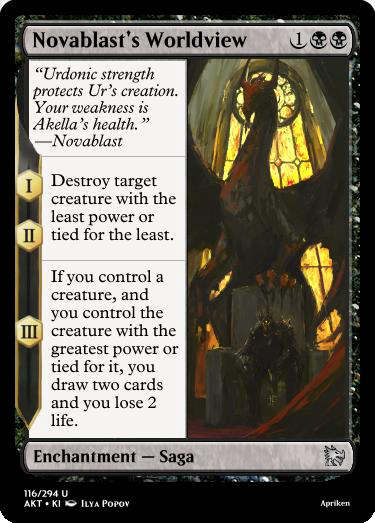 Novablast's Worldview 1
“Urdonic strength
protects Ur's creation.
Your weakness is
Akella's health.”
—Novablast
I
Destroy target
creature with the
least power or
tied for the least.
II
If you control a
creature, and
you control the
creature with the
greatest power or
tied for it, you
draw two cards
and you lose 2
life.
III
Enchantment — Saga
116/294 U
AKT • KI Ilya Popov
Apriken